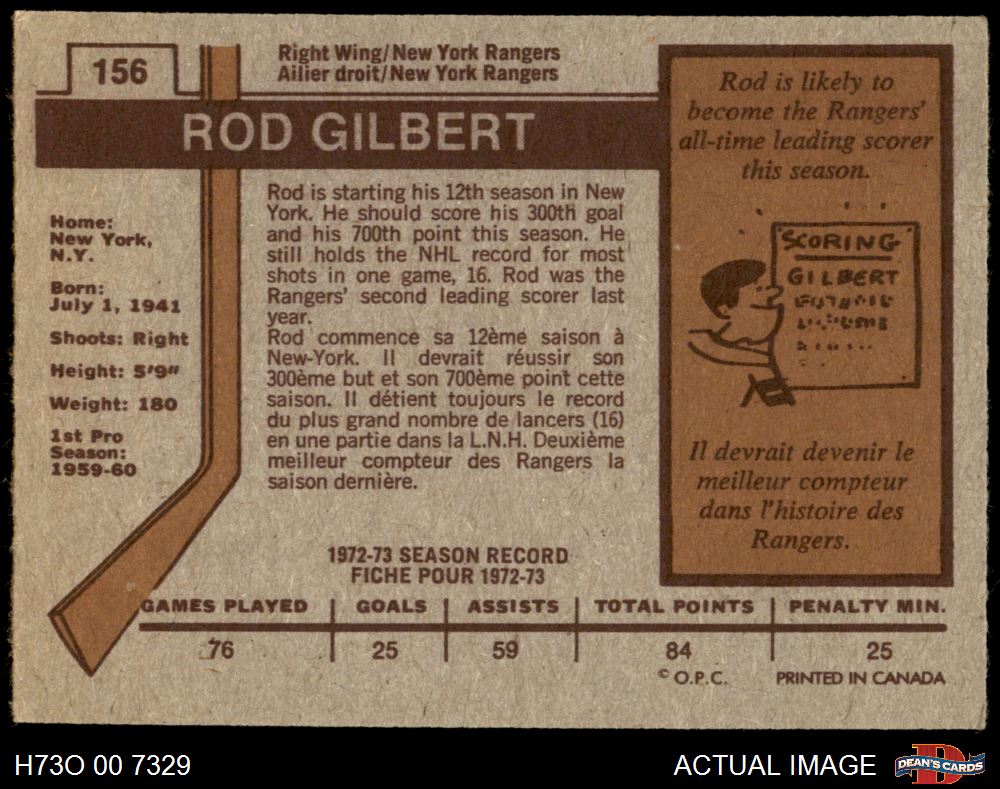 156
Right Wing/New York Rangers
Ailier droit/New York Rangers
ROD GILBERT
Home:
New York,
N.Y.
Born:
July 1, 1941
Shoots: Right
Height: 5'9"
Weight: 180
1st Pro
Season:
1959-60
Rod is starting his 12th season in New
York. He should score his 300th goal
and his 700th point this season. He
still holds the NHL record for most
shots in one game, 16. Rod was the
Rangers' second leading scorer last
year.
Rod commence sa 12ème saison à
New-York. Il devrait réussir son
300ème but et son 700ème point cette
saison. Il détient toujours le record
du plus grand nombre de lancers (16)
en une partie dans la L.N.H. Deuxième
meilleur compteur des Rangers la
saison dernière.
Rod is likely to
become the Rangers'
all-time leading scorer
this season.
SCORING
GILBERT
Il devrait devenir le
meilleur compteur
dans l'histoire des
Rangers.
1972-73 SEASON RECORD
FICHE POUR 1972-73
GAMES PLAYED GOALS ASSISTS TOTAL POINTS PENALTY MIN.
76 25 59 84 25
© O.P.C. PRINTED IN CANADA
H73O 00 7329 ACTUAL IMAGE DEAN'S CARDS